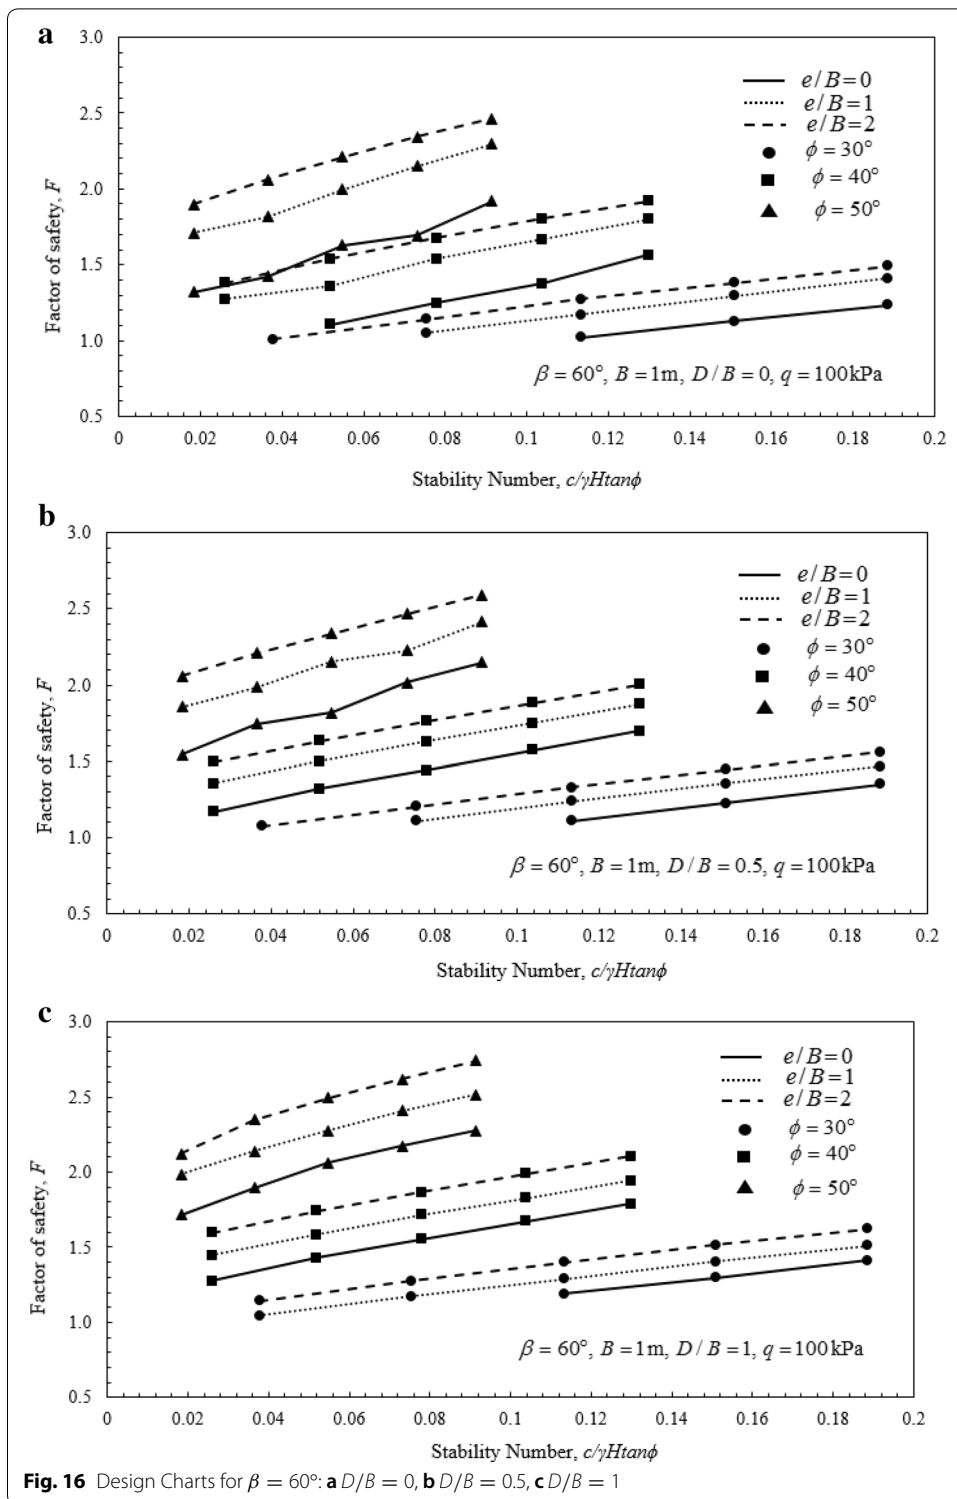 a
3.0
2.5
2.0
1.5
1.0
0.5
Factor of safety, F
e/B=0
e/B=1
e/B=2
ϕ = 30°
ϕ = 40°
ϕ = 50°
β = 60°, B = 1m, D/B = 0, q = 100kPa
0 0.02 0.04 0.06 0.08 0.1 0.12 0.14 0.16 0.18 0.2
Stability Number, c/γHtanϕ
b
3.0
2.5
2.0
1.5
1.0
0.5
Factor of safety, F
e/B=0
e/B=1
e/B=2
ϕ = 30°
ϕ = 40°
ϕ = 50°
β = 60°, B = 1m, D/B = 0.5, q = 100kPa
0 0.02 0.04 0.06 0.08 0.1 0.12 0.14 0.16 0.18 0.2
Stability Number, c/γHtanϕ
c
3.0
2.5
2.0
1.5
1.0
0.5
Factor of safety, F
e/B=0
e/B=1
e/B=2
ϕ = 30°
ϕ = 40°
ϕ = 50°
β = 60°, B = 1m, D/B = 1, q = 100kPa
0 0.02 0.04 0.06 0.08 0.1 0.12 0.14 0.16 0.18 0.2
Stability Number, c/γHtanϕ
Fig. 16 Design Charts for β = 60°: a D/B = 0, b D/B = 0.5, c D/B = 1